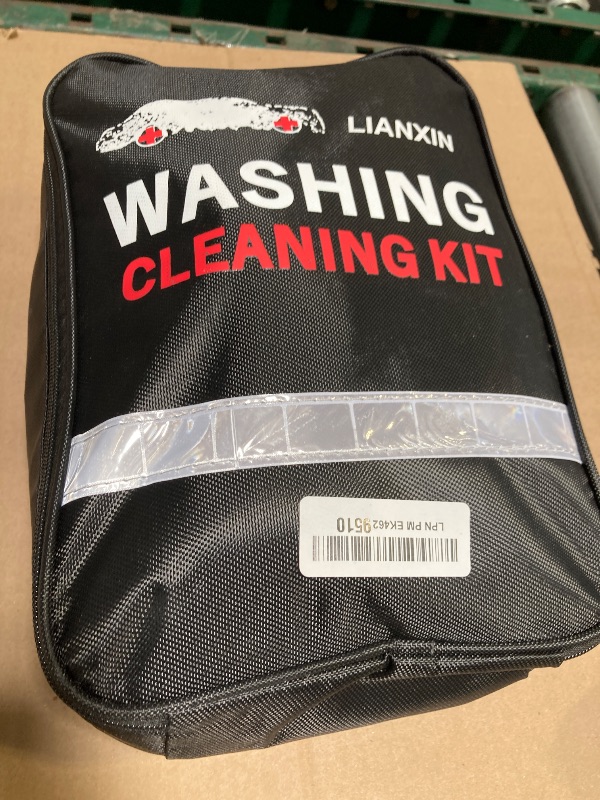 LIANXIN
WASHING
CLEANING KIT
LPN PM EK4629510